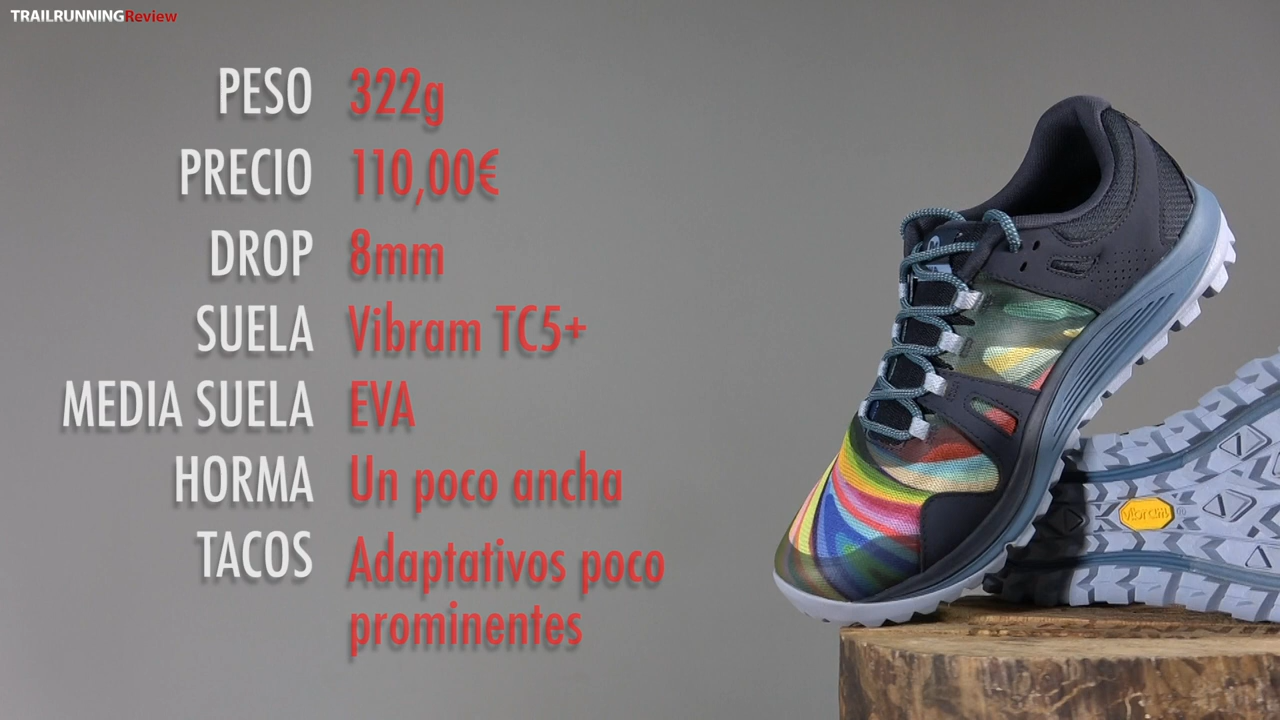 TRAILRUNNINGReview
PESO 322g
PRECIO 110,00€
DROP 8mm
SUELA Vibram TC5+
MEDIA SUELA EVA
HORMA Un poco ancha
TACOS Adaptativos poco
prominentes
vibram ®